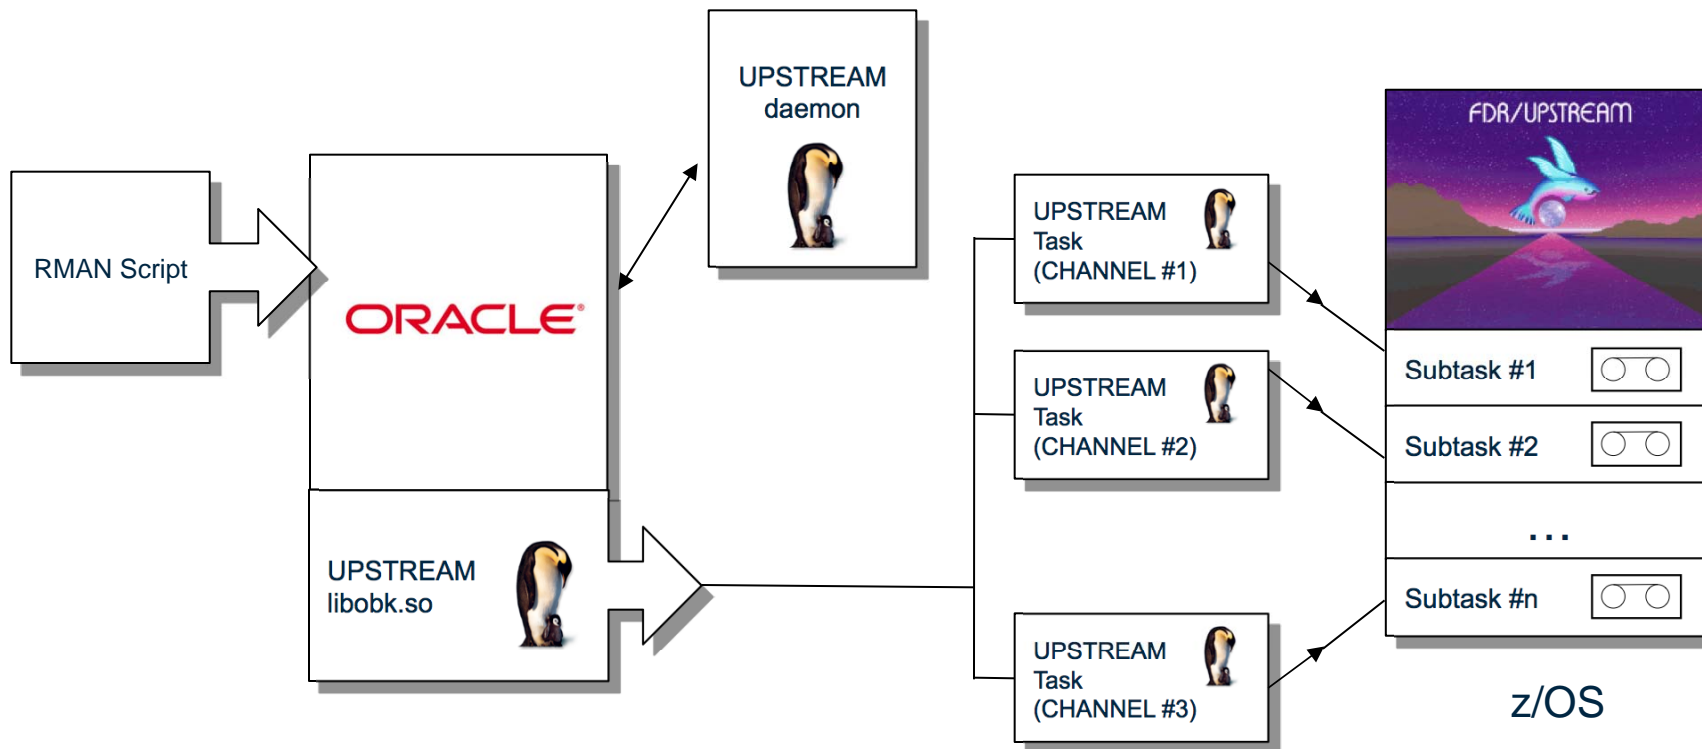 UPSTREAM
daemon
RMAN Script
ORACLE®
UPSTREAM
libobk.so
UPSTREAM
Task
(CHANNEL #1)
UPSTREAM
Task
(CHANNEL #2)
UPSTREAM
Task
(CHANNEL #3)
FDR/UPSTREAM
Subtask #1
Subtask #2
...
Subtask #n
z/OS